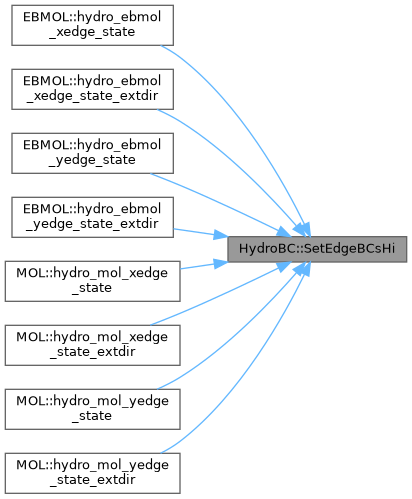 EBMOL::hydro_ebmol
_xedge_state
EBMOL::hydro_ebmol
_xedge_state_extdir
EBMOL::hydro_ebmol
_yedge_state
EBMOL::hydro_ebmol
_yedge_state_extdir
HydroBC::SetEdgeBCsHi
MOL::hydro_mol_xedge
_state
MOL::hydro_mol_xedge
_state_extdir
MOL::hydro_mol_yedge
_state
MOL::hydro_mol_yedge
_state_extdir